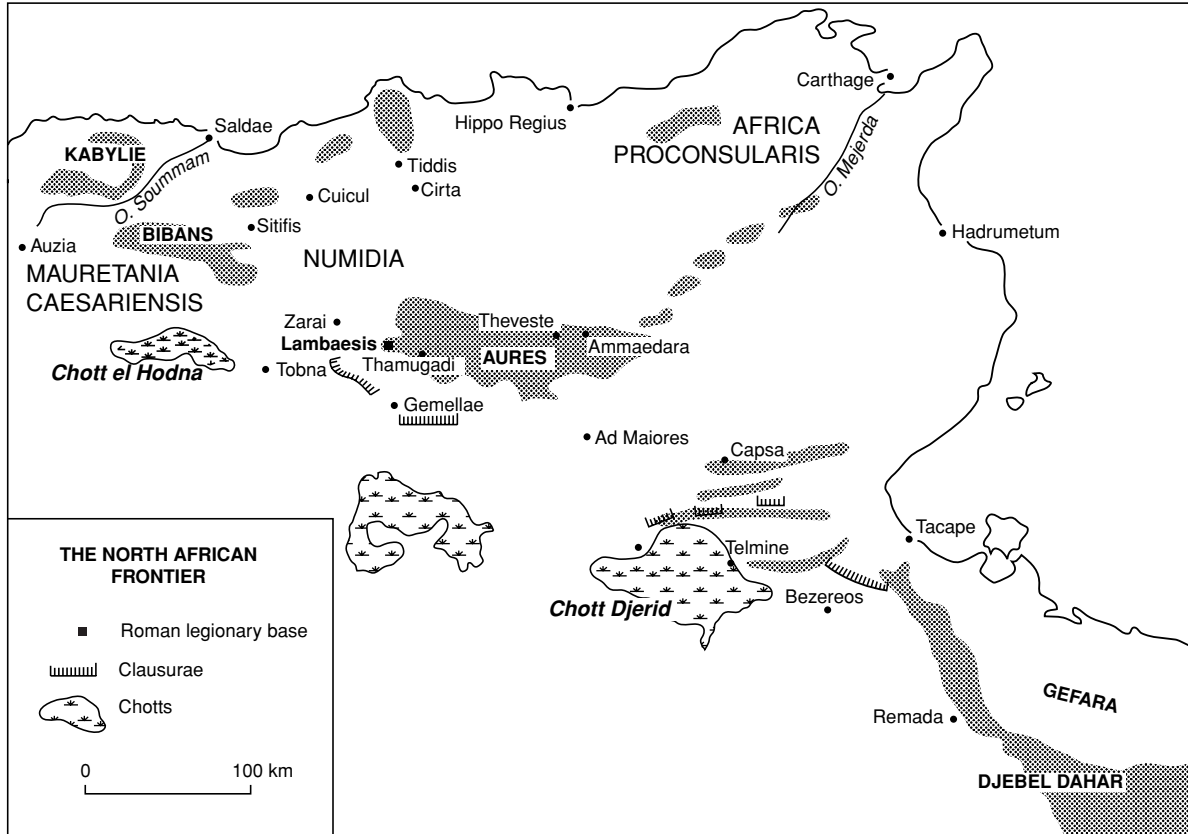 Carthage
Hippo Regius
AFRICA
PROCONSULARIS
Saldae
KABYLIE
O. Soummam
Tiddis
Cirta
O. Mejerda
Cuicul
Sitifis
BIBANS
Auzia
Hadrumetum
NUMIDIA
MAURETANIA
CAESARIENSIS
Zarai
Theveste
Lambaesis
Ammaedara
Thamugadi
AURES
Chott el Hodna
Tobna
Gemellae
Ad Maiores
Capsa
Tacape
Telmine
Chott Djerid
Bezereos
GEFARA
Remada
DJEBEL DAHAR
THE NORTH AFRICAN
FRONTIER
Roman legionary base
Clausurae
Chotts
0 100 km